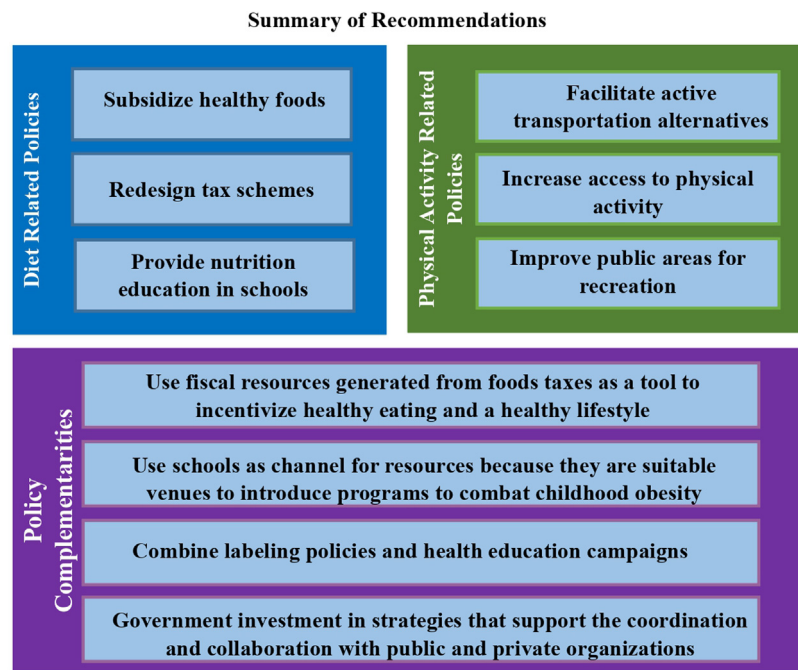 Summary of Recommendations
Diet Related Policies
Subsidize healthy foods
Redesign tax schemes
Provide nutrition
education in schools
Physical Activity Related
Policies
Facilitate active
transportation alternatives
Increase access to physical
activity
Improve public areas for
recreation
Policy
Complementarities
Use fiscal resources generated from foods taxes as a tool to
incentivize healthy eating and a healthy lifestyle
Use schools as channel for resources because they are suitable
venues to introduce programs to combat childhood obesity
Combine labeling policies and health education campaigns
Government investment in strategies that support the coordination
and collaboration with public and private organizations